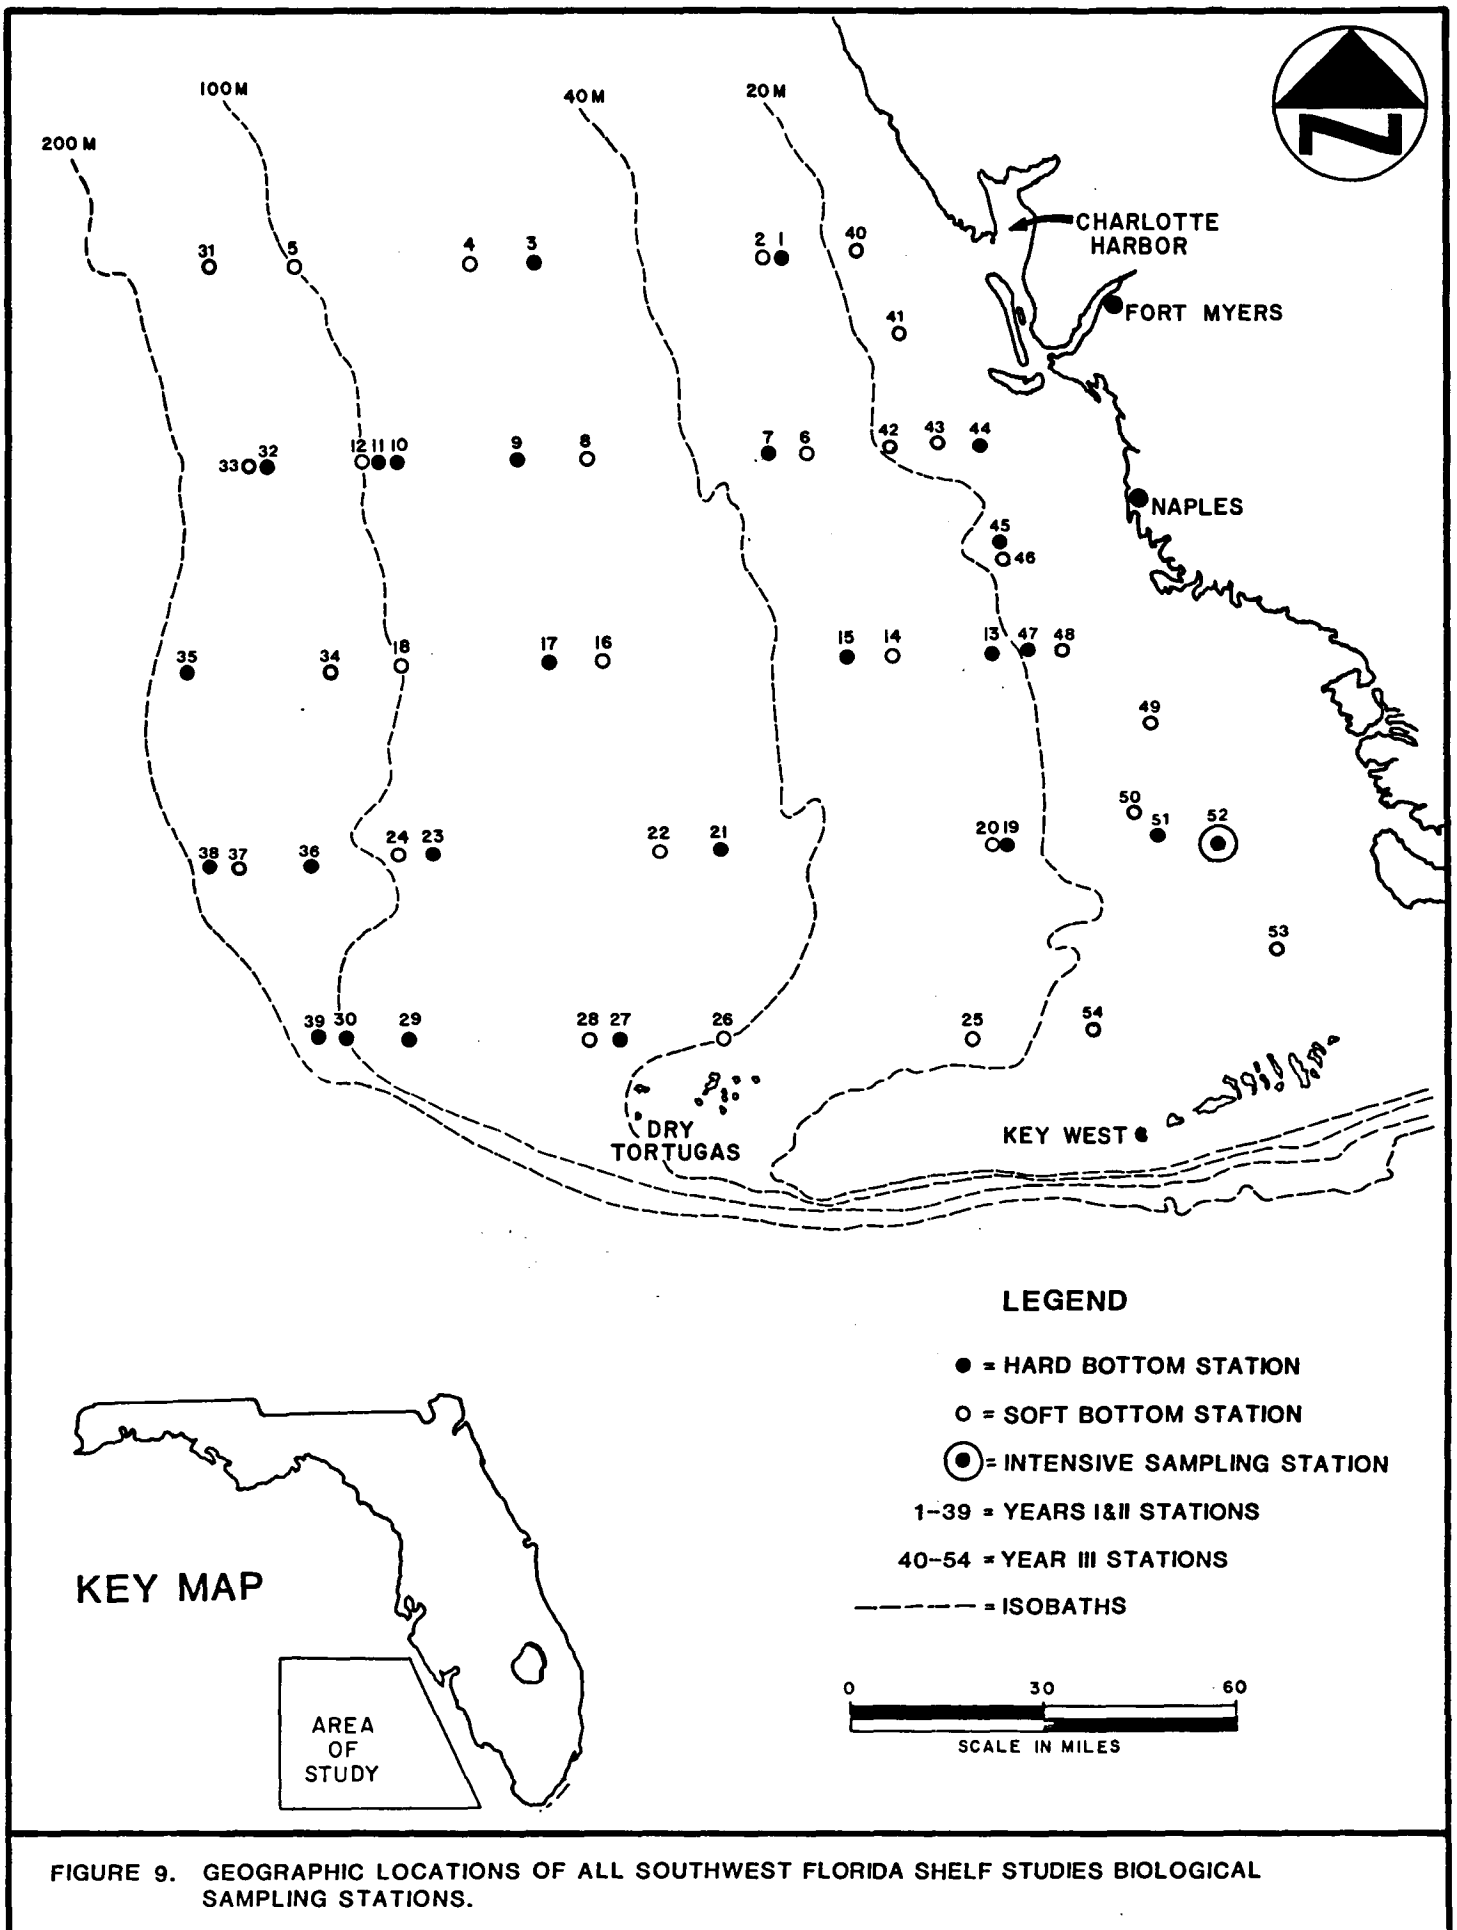 100 M
40 M
20 M
200 M
N
CHARLOTTE
HARBOR
FORT MYERS
31
5
4
3
2 1
40
41
33 32
12 11 10
9
8
7
6
42
43
44
NAPLES
45
46
35
34
18
17
16
15
14
13
47
48
49
50
51
52
38
37
36
24
23
22
21
20 19
53
39
30
29
28
27
26
25
54
DRY
TORTUGAS
KEY WEST
LEGEND
= HARD BOTTOM STATION
= SOFT BOTTOM STATION
= INTENSIVE SAMPLING STATION
1-39 = YEARS I&II STATIONS
40-54 = YEAR III STATIONS
= ISOBATHS
KEY MAP
AREA
OF
STUDY
0 30 60
SCALE IN MILES
FIGURE 9. GEOGRAPHIC LOCATIONS OF ALL SOUTHWEST FLORIDA SHELF STUDIES BIOLOGICAL
SAMPLING STATIONS.